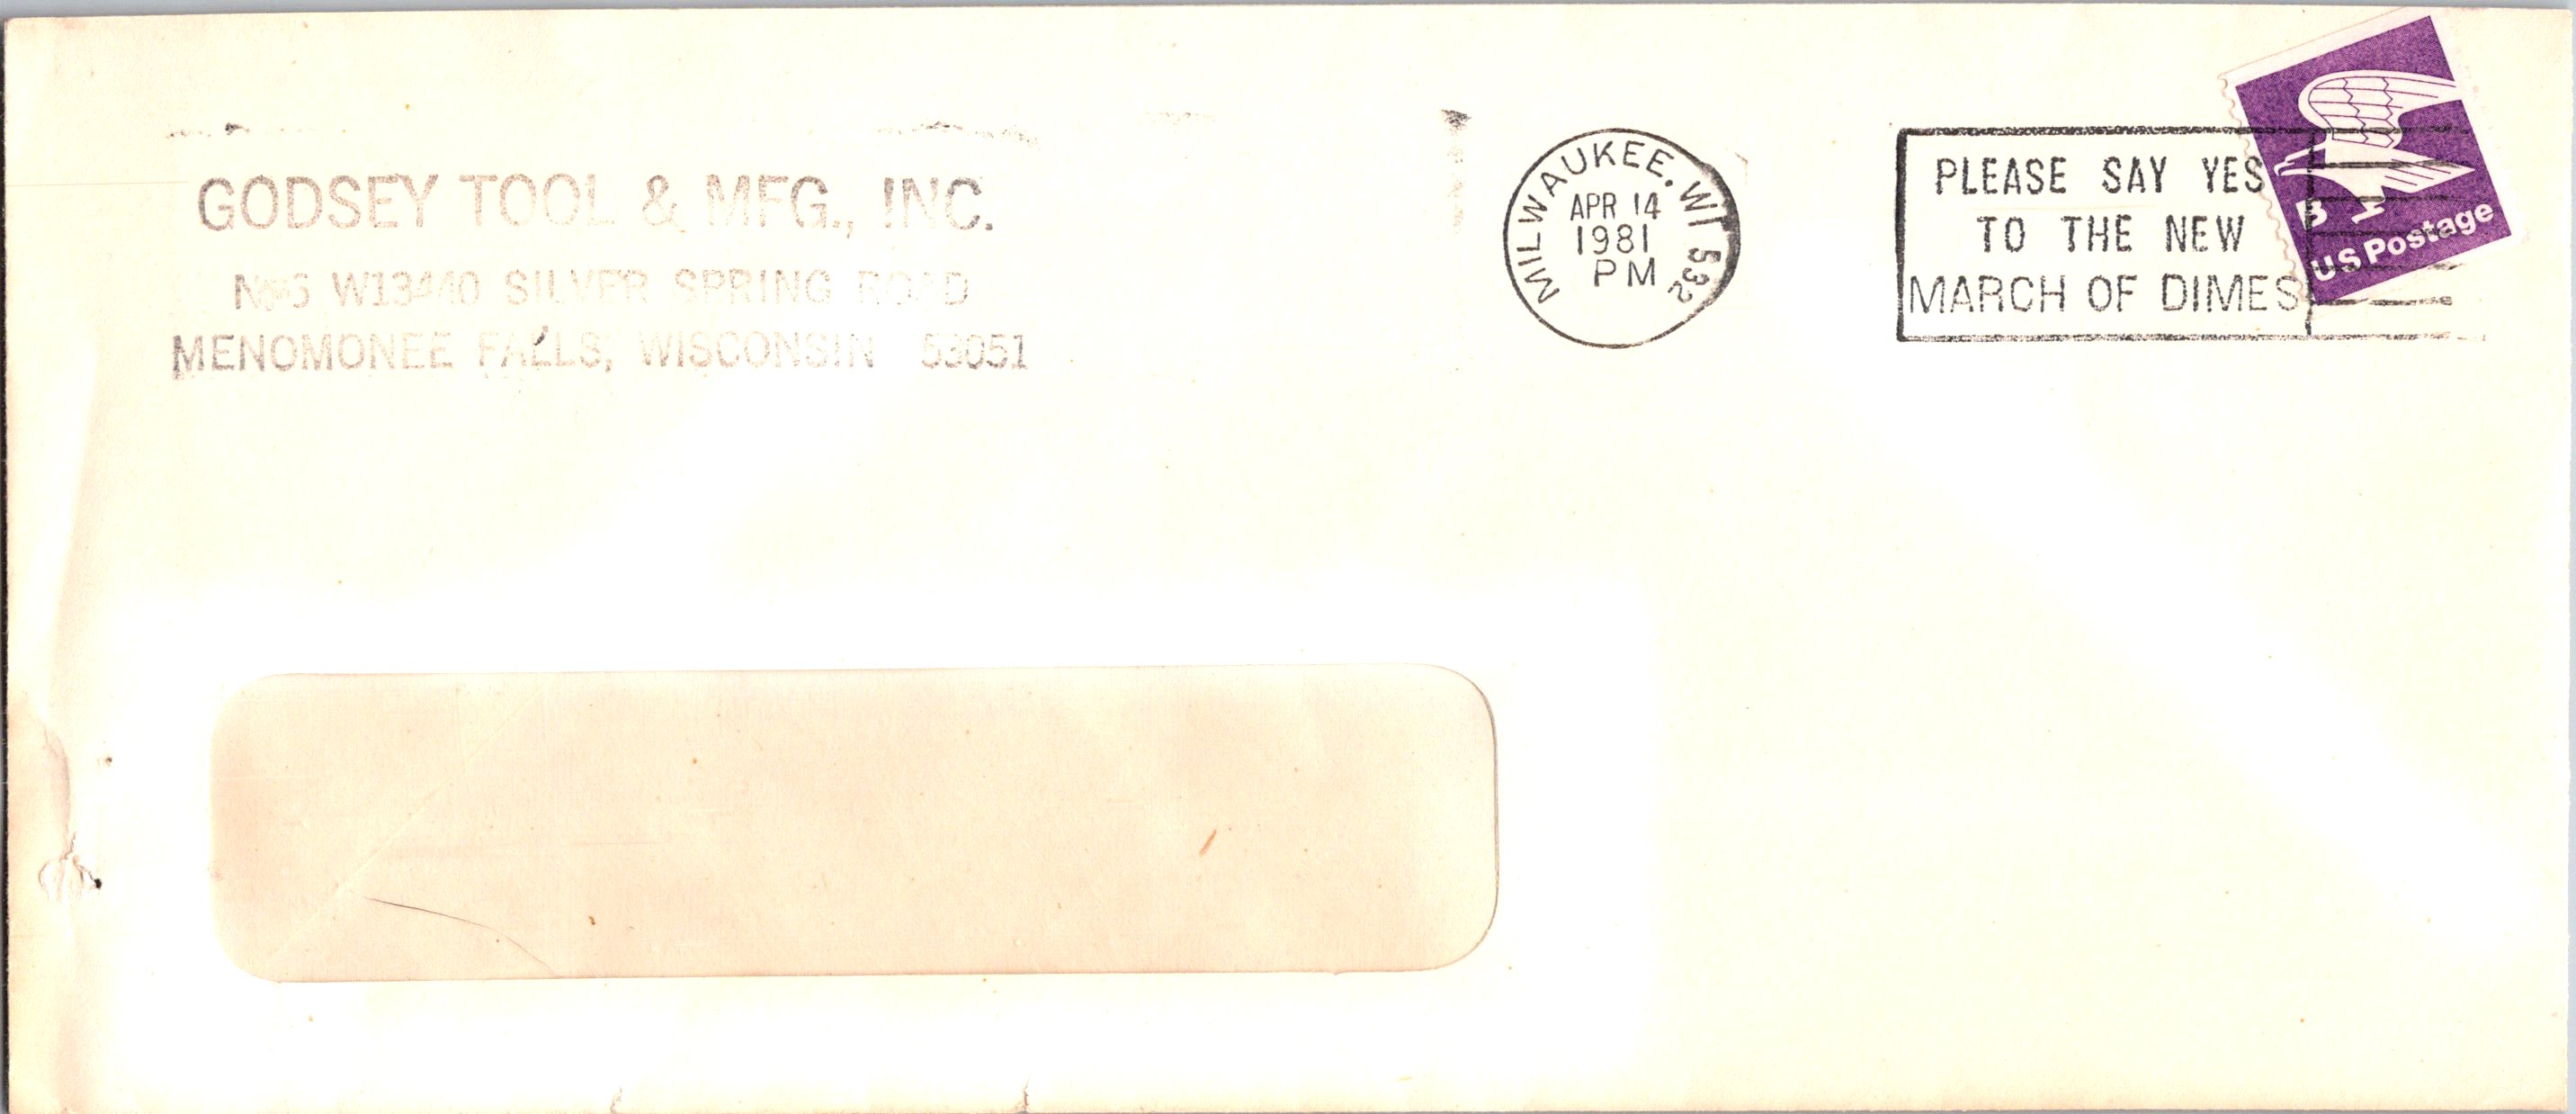 GODSEY TOOL & MFG., INC.
W13440 SILVER SPRING ROAD
MENOMONEE FALLS, WISCONSIN 53051
MILWAUKEE, WI 532
APR 14
1981
PM
PLEASE SAY YES
TO THE NEW
MARCH OF DIMES
B
US Postage